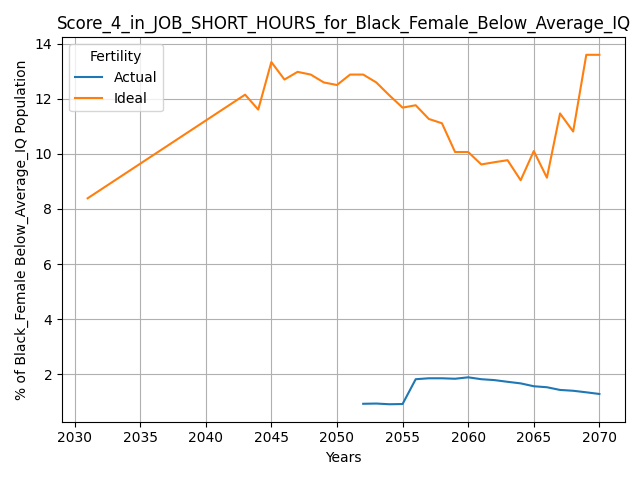 Score_4_in_JOB_SHORT_HOURS_for_Black_Female_Below_Average_IQ
% of Black_Female Below_Average_IQ Population
14
12
10
8
6
4
2
Fertility
Actual
Ideal
2030 2035 2040 2045 2050 2055 2060 2065 2070
Years